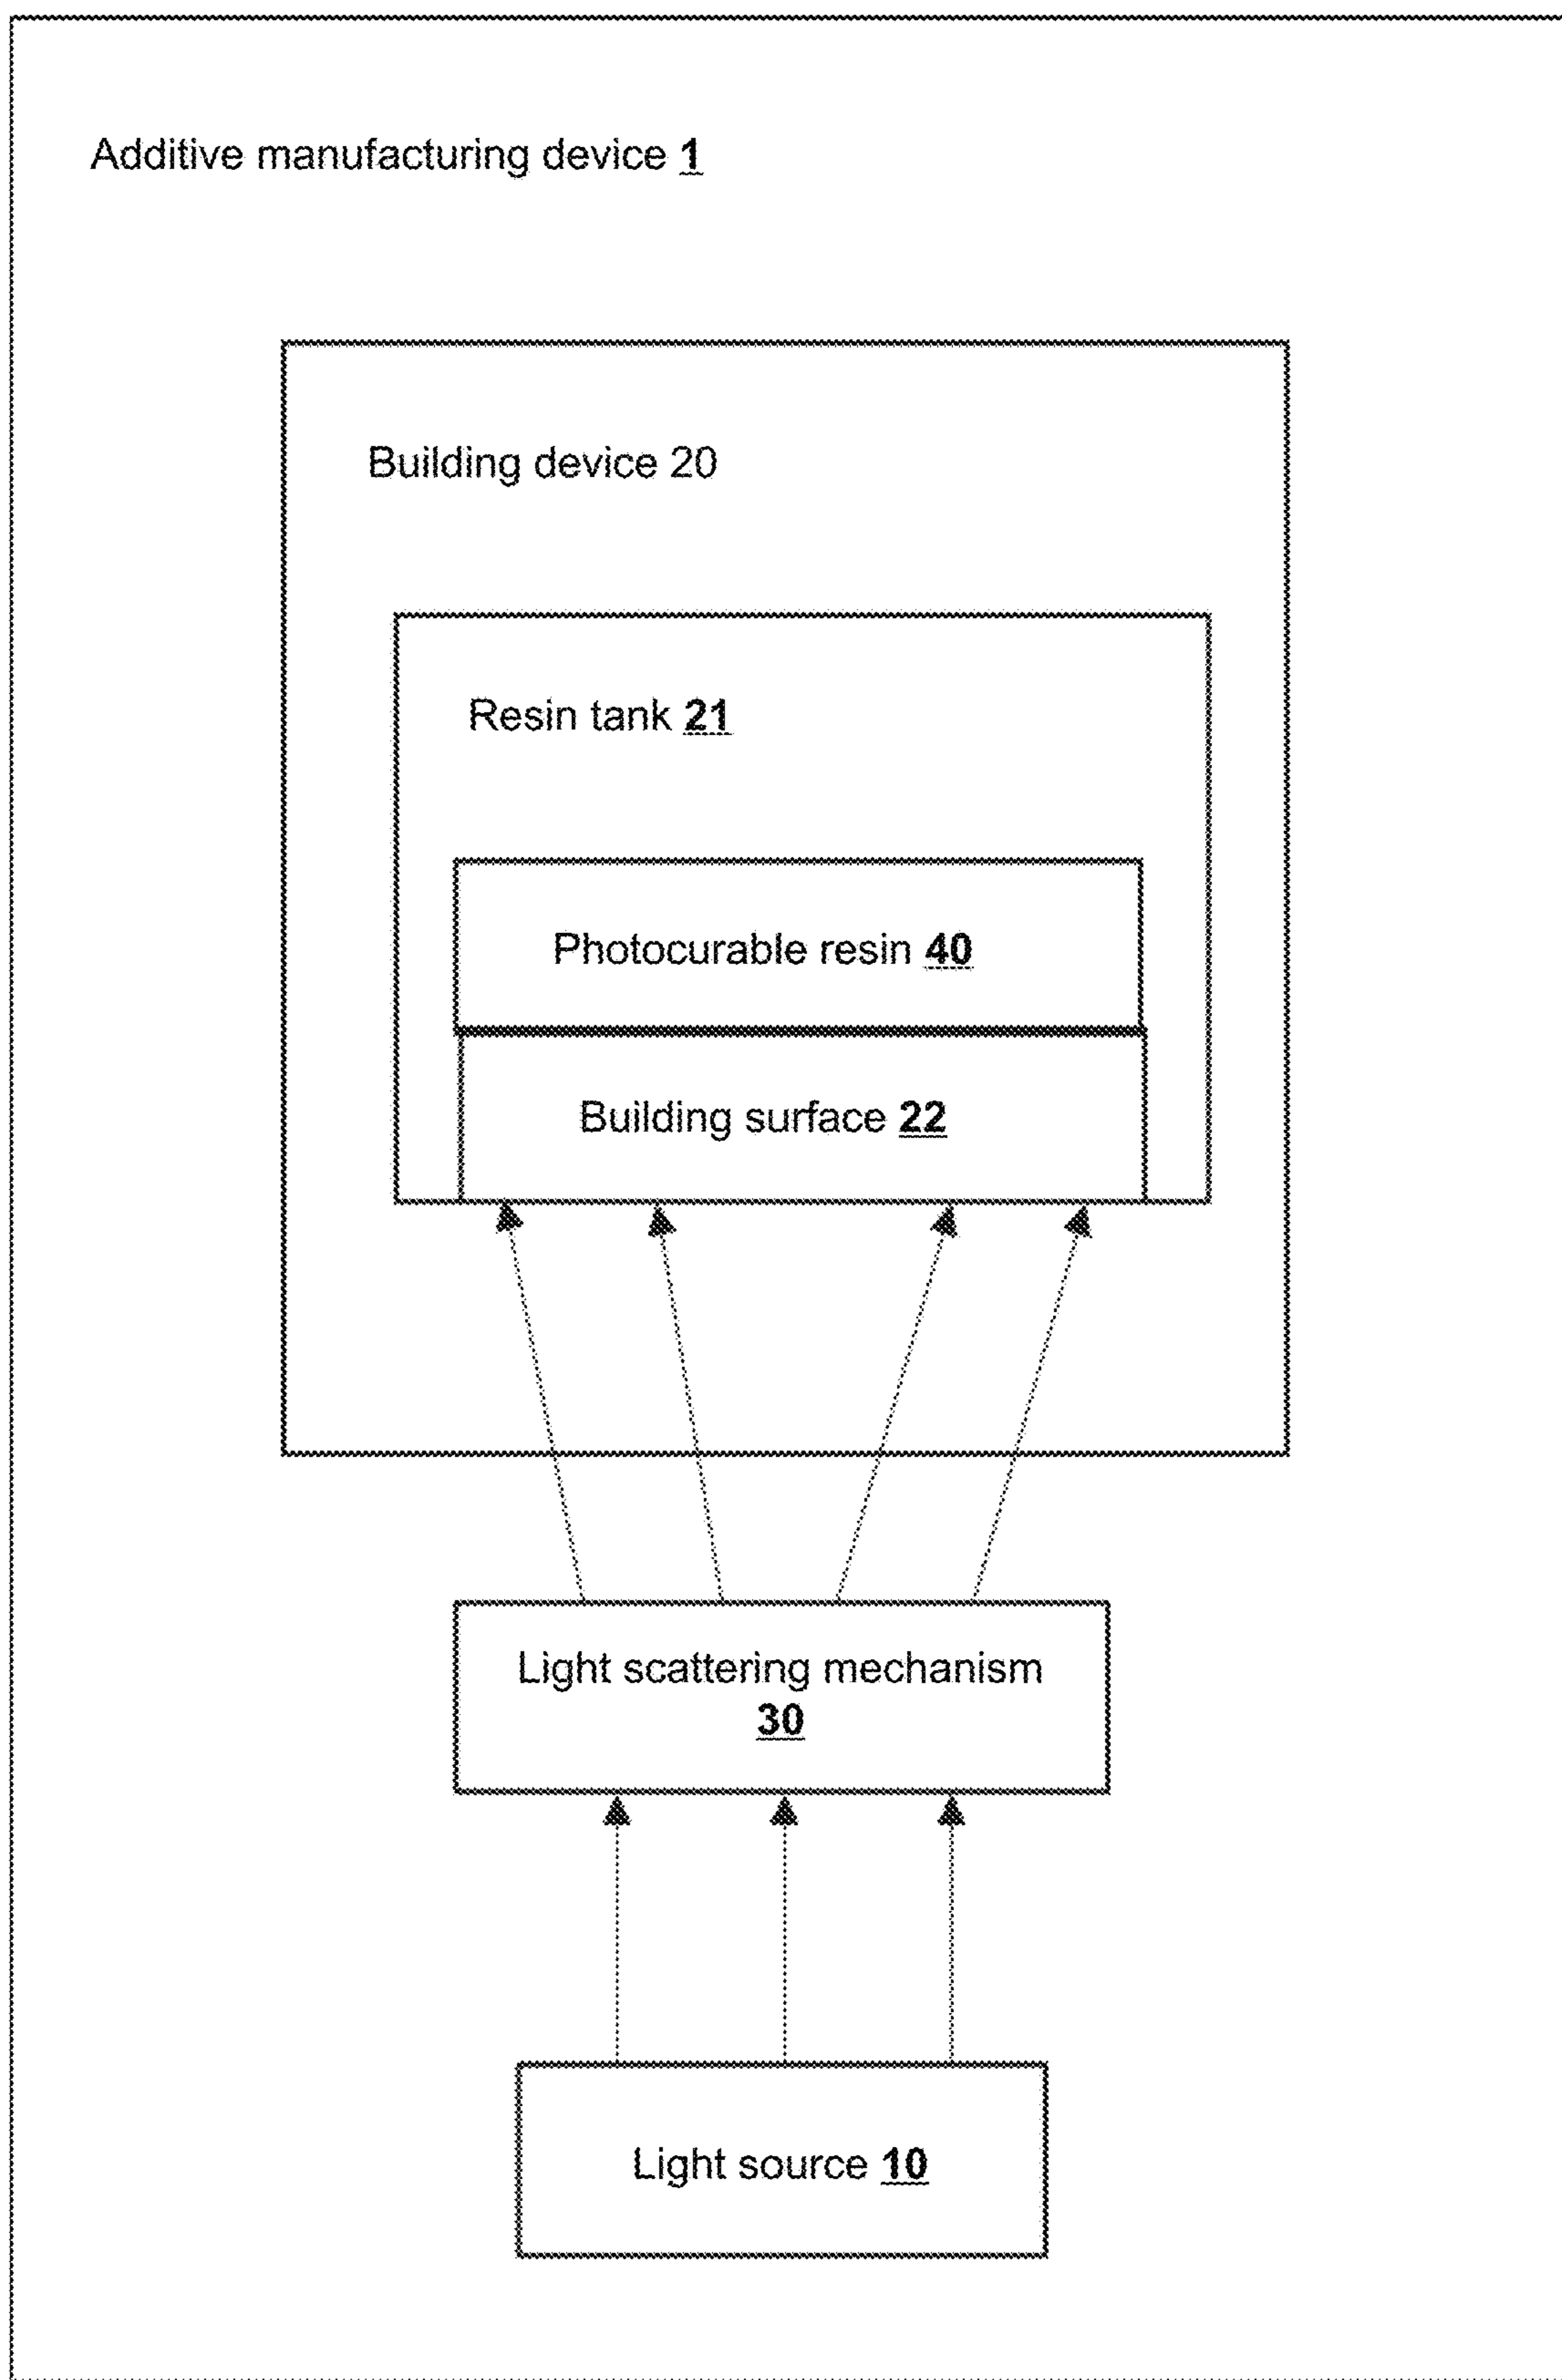 Additive manufacturing device 1
Building device 20
Resin tank 21
Photocurable resin 40
Building surface 22
Light scattering mechanism
30
Light source 10